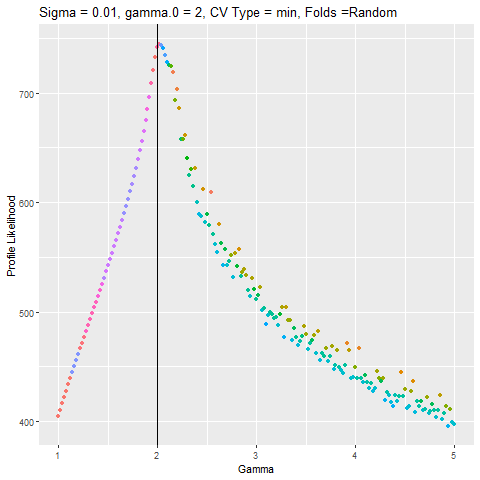 Sigma = 0.01, gamma.0 = 2, CV Type = min, Folds =Random
Profile Likelihood
700
600
500
400
1 2 3 4 5
Gamma